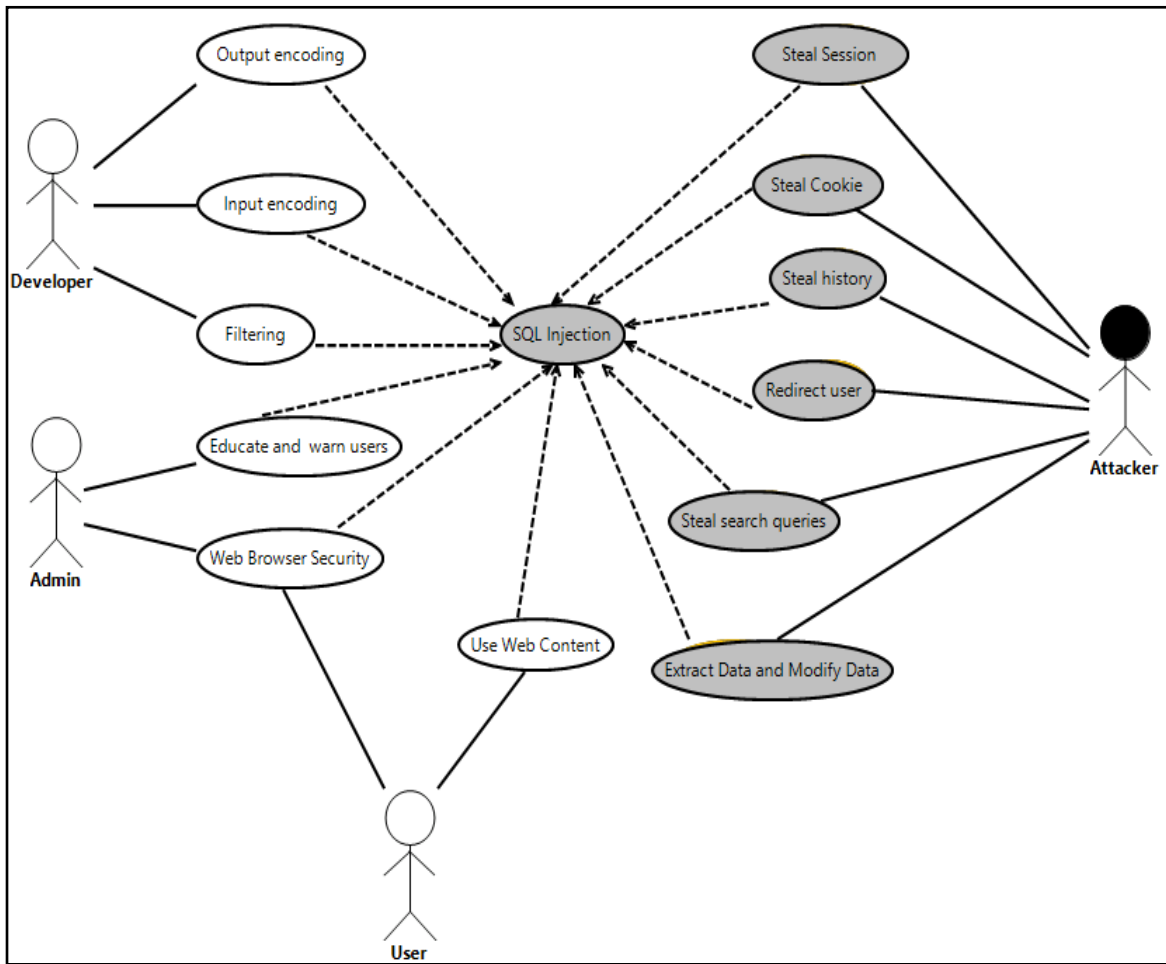 Output encoding
Steal Session
Steal Cookie
Input encoding
Developer
Steal history
Filtering
SQL Injection
Redirect user
Educate and warn users
Attacker
Steal search queries
Web Browser Security
Admin
Use Web Content
Extract Data and Modify Data
User